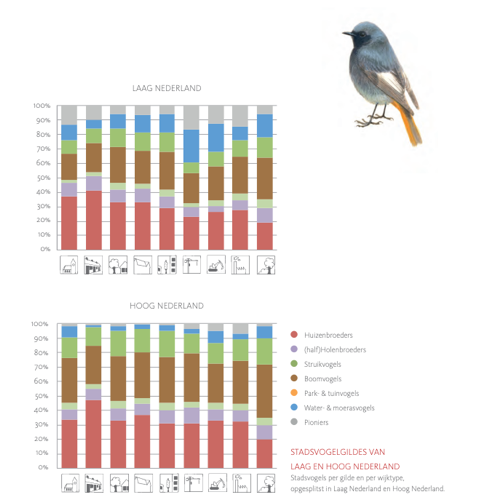 LAAG NEDERLAND
100%
90%
80%
70%
60%
50%
40%
30%
20%
10%
0%
HOOG NEDERLAND
100%
90%
80%
70%
60%
50%
40%
30%
20%
10%
0%
Huizenbroeders
(half)Holenbroeders
Struikvogels
Boomvogels
Park- & tuinvogels
Water- & moerasvogels
Pioniers
STADSVOGELGILDES VAN
LAAG EN HOOG NEDERLAND
Stadsvogels per gilde en per wijktype,
opgesplitst in Laag Nederland en Hoog Nederland.